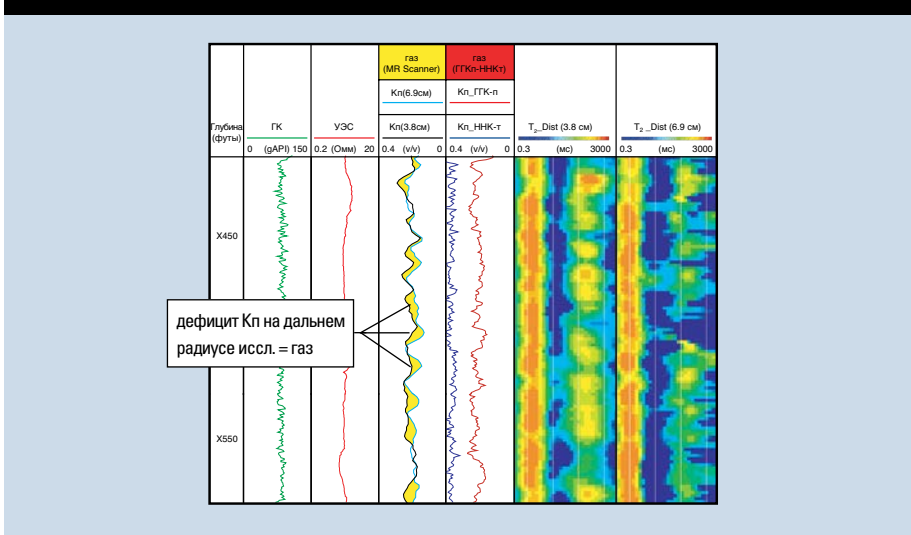 газ
(MR Scanner)
газ
(ГГКп-ННКт)
Кп(6.9см)
Кп_ГГК-п
Глубина
(футы)
ГК
УЭС
Кп(3.8см)
Кп_ННК-т
T2_Dist (3.8 см)
T2 _Dist (6.9 см)
0 (gAPI) 150
0.2 (Омм) 20
0.4 (v/v) 0
0.4 (v/v) 0
0.3 (мс) 3000
0.3 (мс) 3000
X450
дефицит Кп на дальнем
радиусе иссл. = газ
X550